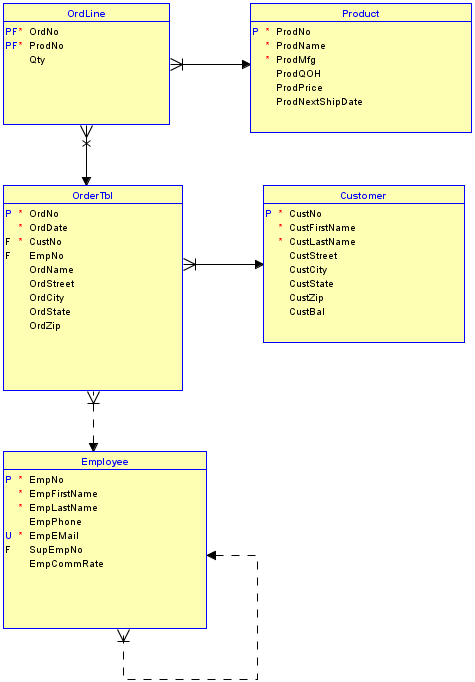 OrdLine
PF* OrdNo
PF* ProdNo
Qty
Product
P * ProdNo
* ProdName
* ProdMfg
ProdQOH
ProdPrice
ProdNextShipDate
OrderTbl
P * OrdNo
* OrdDate
F * CustNo
F EmpNo
OrdName
OrdStreet
OrdCity
OrdState
OrdZip
Customer
P * CustNo
* CustFirstName
* CustLastName
CustStreet
CustCity
CustState
CustZip
CustBal
Employee
P * EmpNo
* EmpFirstName
* EmpLastName
EmpPhone
U * EmpEMail
F SupEmpNo
EmpCommRate